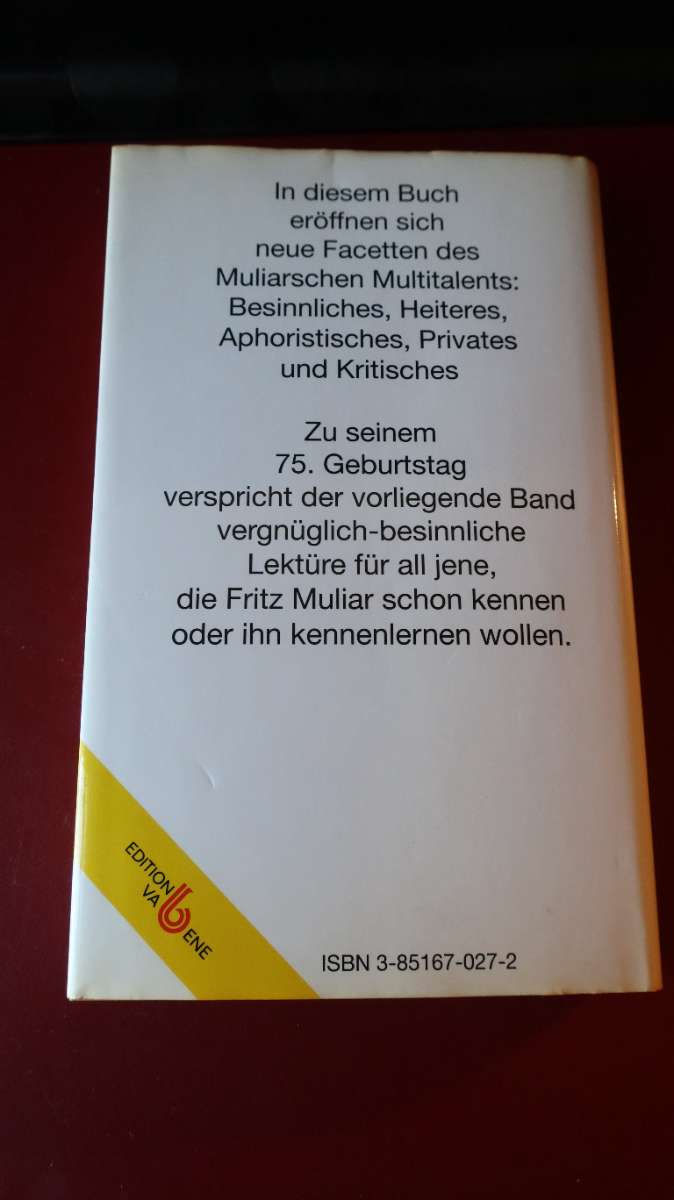 In diesem Buch
eröffnen sich
neue Facetten des
Muliarschen Multitalents:
Besinnliches, Heiteres,
Aphoristisches, Privates
und Kritisches
Zu seinem
75. Geburtstag
verspricht der vorliegende Band
vergnüglich-besinnliche
Lektüre für all jene,
die Fritz Muliar schon kennen
oder ihn kennenlernen wollen.
EDITION
VA bENE
ISBN 3-85167-027-2